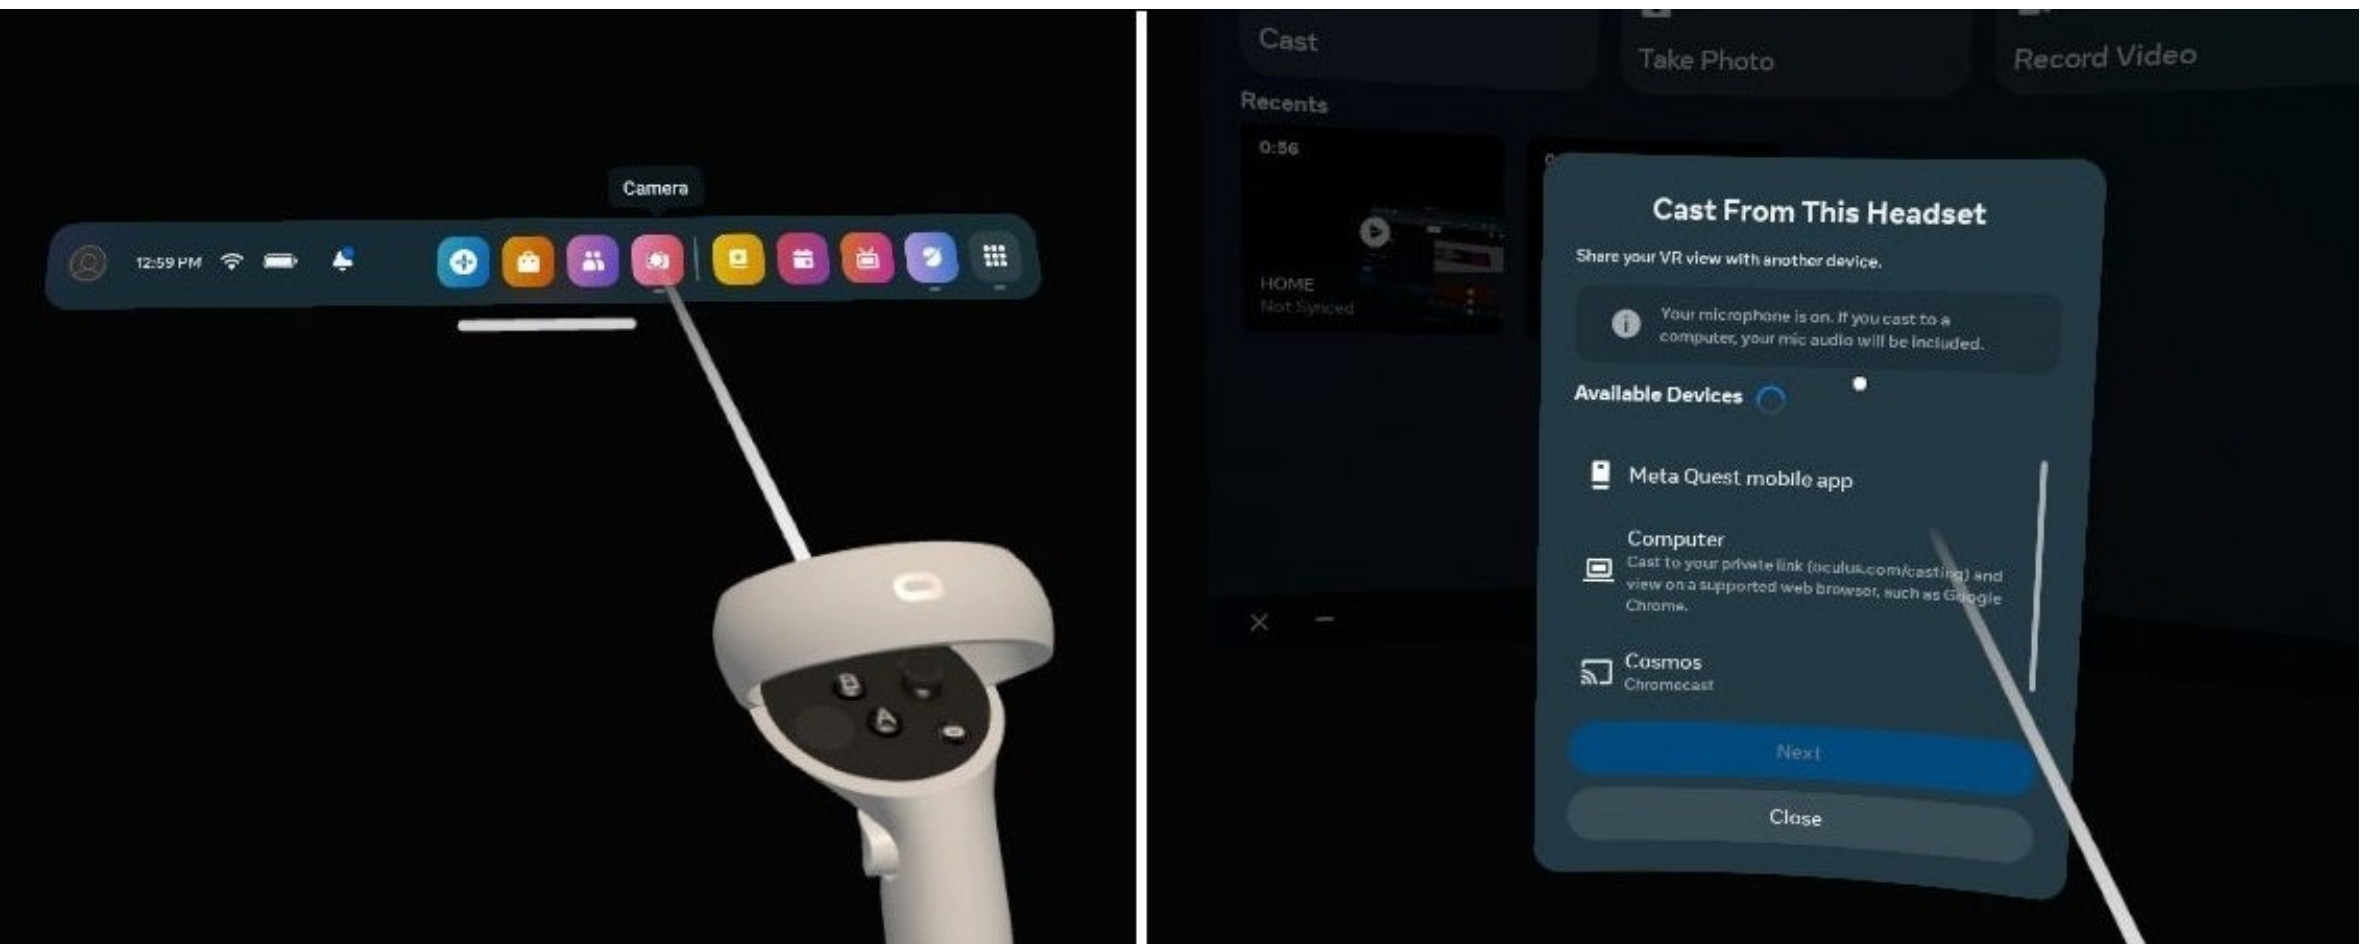 Camera
12:59 PM
B
A
Cast
Take Photo
Record Video
Recents
0:56
HOME
Not Synced
Cast From This Headset
Share your VR view with another device.
Your microphone is on. If you cast to a
computer, your mic audio will be included.
Available Devices
Meta Quest mobile app
Computer
Cast to your private link (oculus.com/casting) and
view on a supported web browser, such as Google
Chrome.
Cosmos
Chromecast
Next
Close